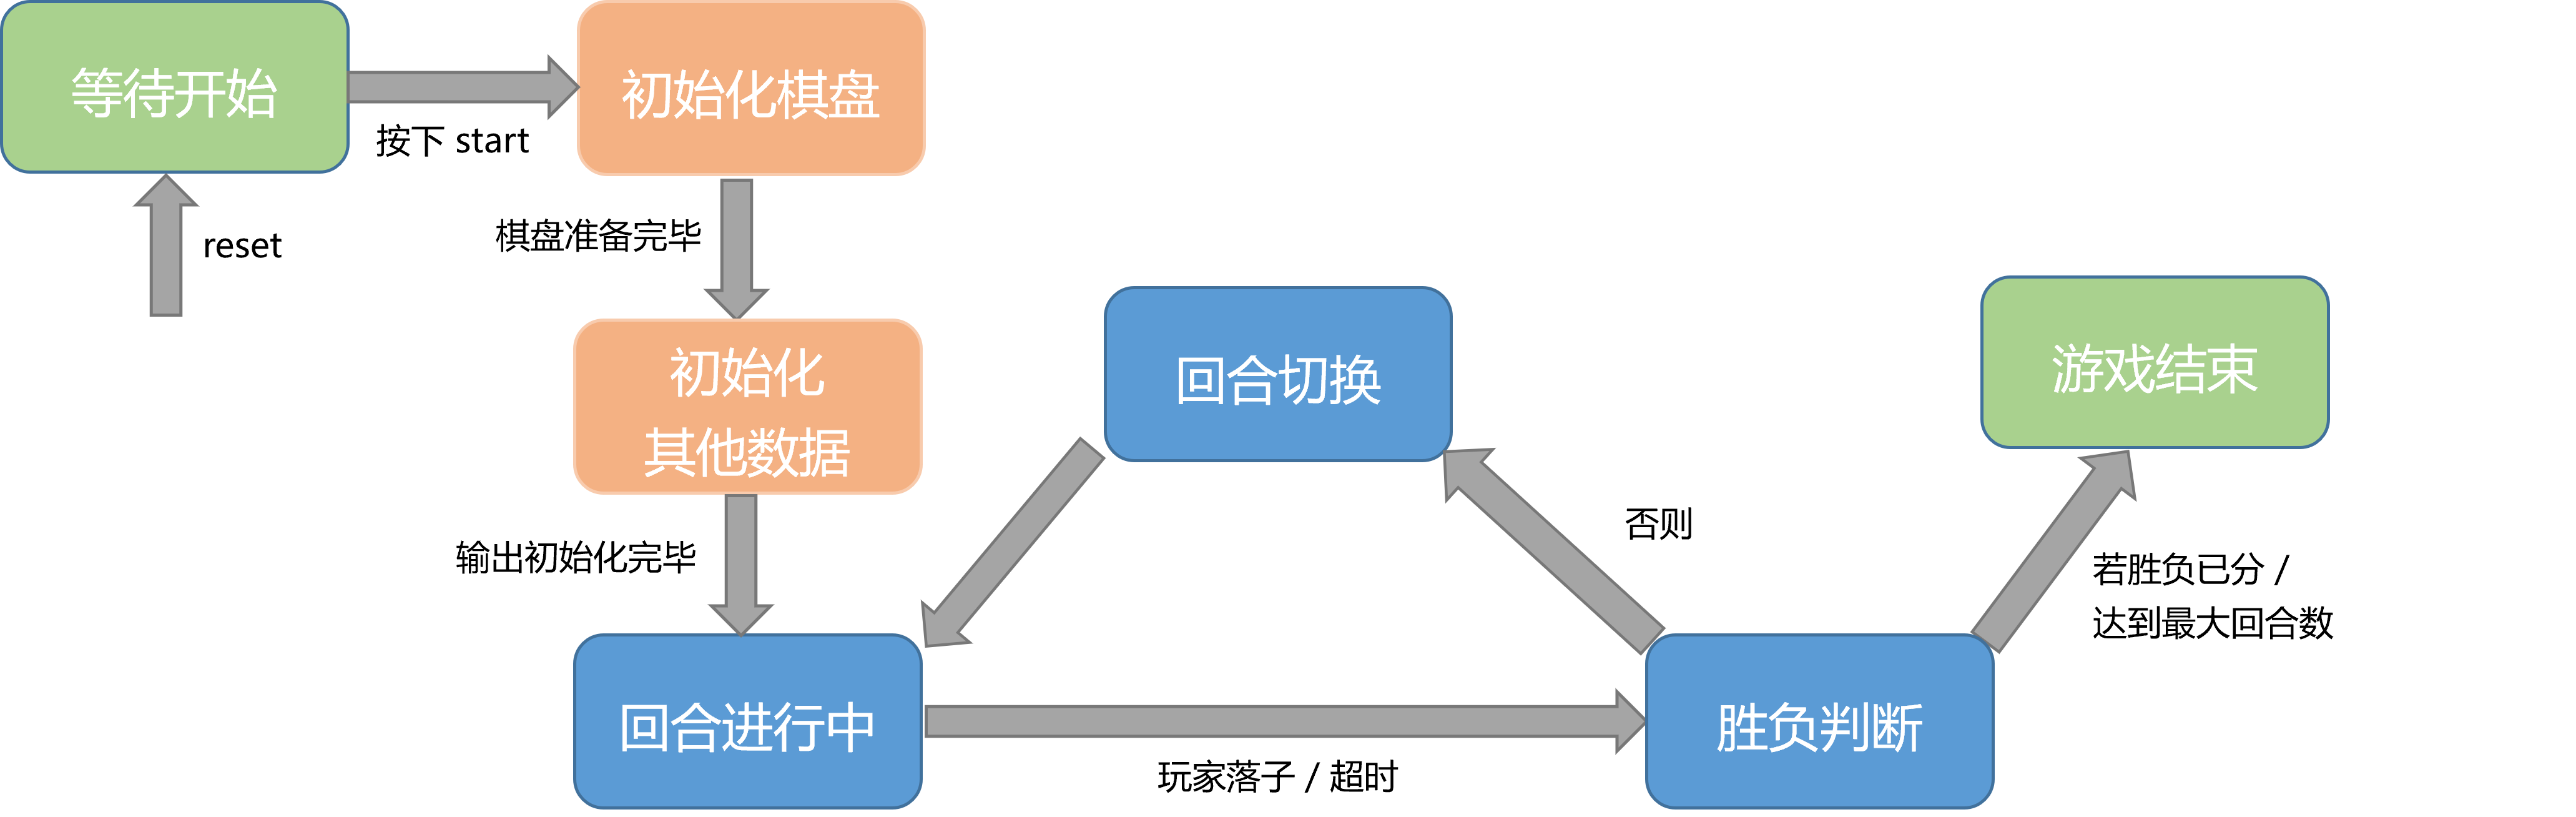 等待开始
按下 start
初始化棋盘
reset
棋盘准备完毕
初始化
其他数据
输出初始化完毕
回合切换
游戏结束
否则
若胜负已分 /
达到最大回合数
回合进行中
玩家落子 / 超时
胜负判断